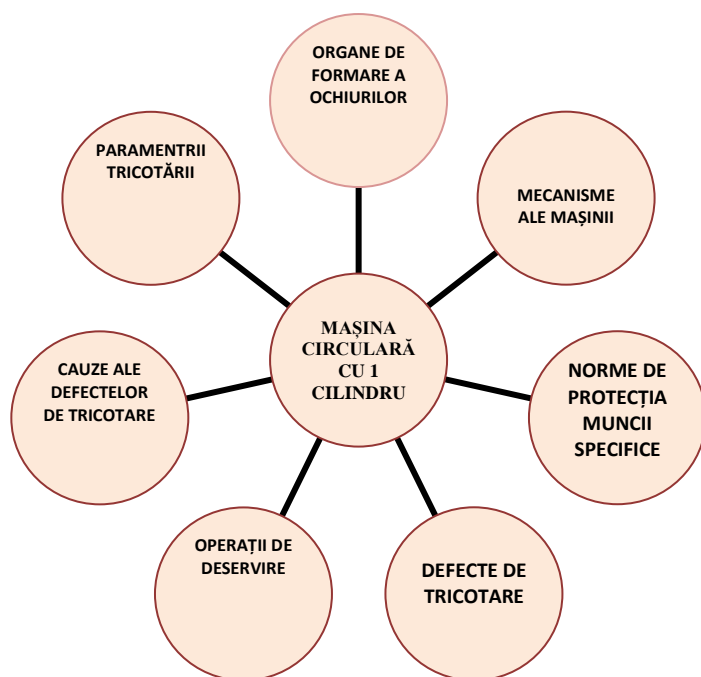 ORGANE DE
FORMARE A
OCHIURILOR
PARAMENTRII
TRICOTĂRII
MECANISME
ALE MAȘINII
MAȘINA
CIRCULARĂ
CU 1
CILINDRU
CAUZE ALE
DEFECTELOR
DE TRICOTARE
NORME DE
PROTECȚIA
MUNCII
SPECIFICE
OPERAȚII DE
DESERVIRE
DEFECTE DE
TRICOTARE